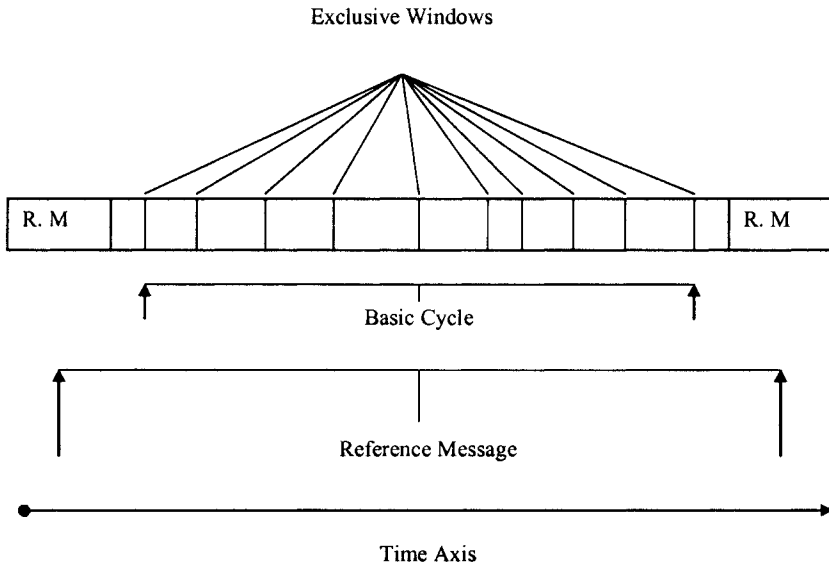 Exclusive Windows
R. M
R. M
Basic Cycle
Reference Message
Time Axis